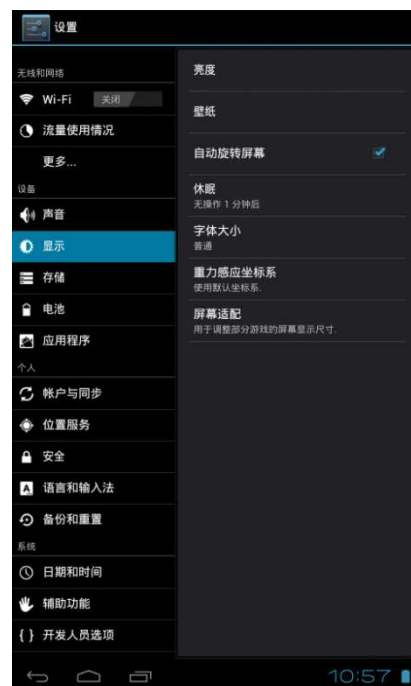 设置
无线和网络
Wi-Fi 关闭
流量使用情况
更多...
设备
声音
显示
存储
电池
应用程序
个人
帐户与同步
位置服务
安全
语言和输入法
备份和重置
系统
日期和时间
辅助功能
{ } 开发人员选项
亮度
壁纸
自动旋转屏幕
休眠
无操作 1 分钟后
字体大小
普通
重力感应坐标系
使用默认坐标系.
屏幕适配
用于调整部分游戏的屏幕显示尺寸.
10:57